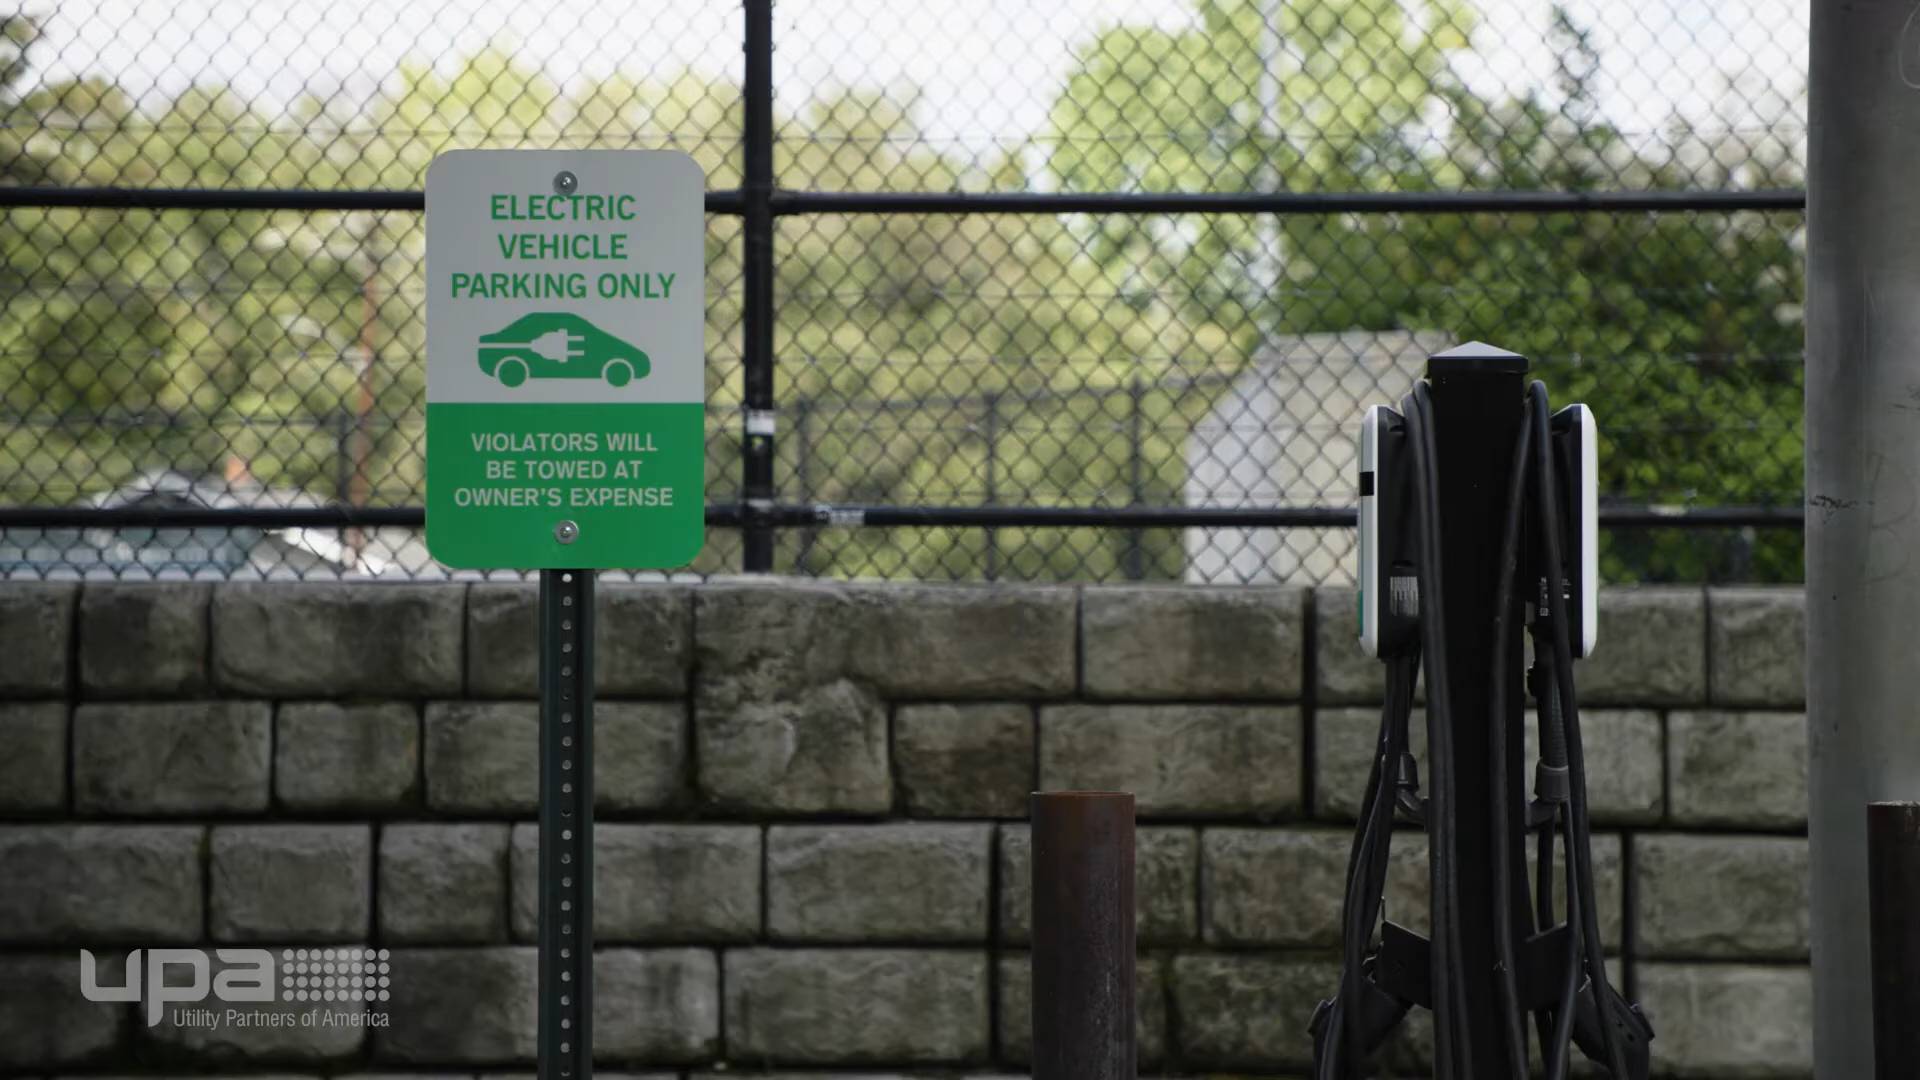 ELECTRIC
VEHICLE
PARKING ONLY
VIOLATORS WILL
BE TOWED AT
OWNER'S EXPENSE
upa
Utility Partners of America